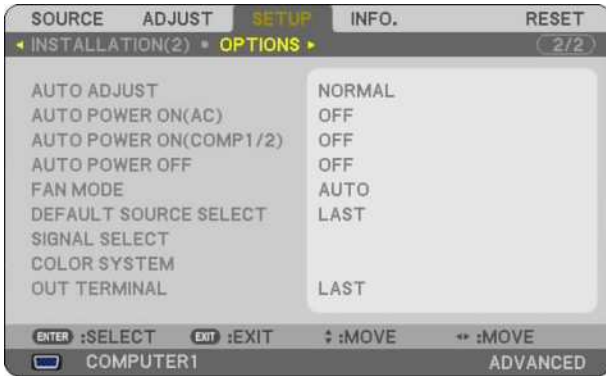 SOURCE ADJUST SETUP INFO. RESET
◂ INSTALLATION(2) • OPTIONS ▸ 2/2
AUTO ADJUST NORMAL
AUTO POWER ON(AC) OFF
AUTO POWER ON(COMP1/2) OFF
AUTO POWER OFF OFF
FAN MODE AUTO
DEFAULT SOURCE SELECT LAST
SIGNAL SELECT
COLOR SYSTEM
OUT TERMINAL LAST
ENTER :SELECT EXIT :EXIT ⬍ :MOVE ⬌ :MOVE
COMPUTER1 ADVANCED